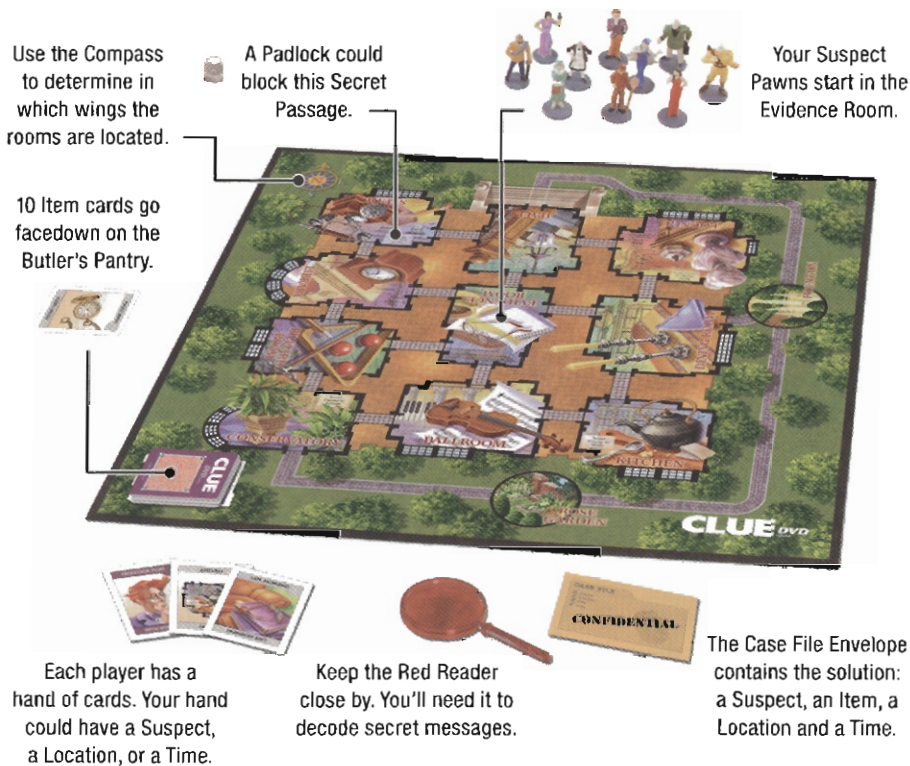 Use the Compass
to determine in
which wings the
rooms are located.
A Padlock could
block this Secret
Passage.
Your Suspect
Pawns start in the
Evidence Room.
10 Item cards go
facedown on the
Butler's Pantry.
CONSERVATORY
BALLROOM
KITCHEN
CLUE
ROSE
GARDEN
CLUE DVD
CASE FILE
CONFIDENTIAL
Each player has a
hand of cards. Your hand
could have a Suspect,
a Location, or a Time.
Keep the Red Reader
close by. You'll need it to
decode secret messages.
The Case File Envelope
contains the solution:
a Suspect, an Item, a
Location and a Time.